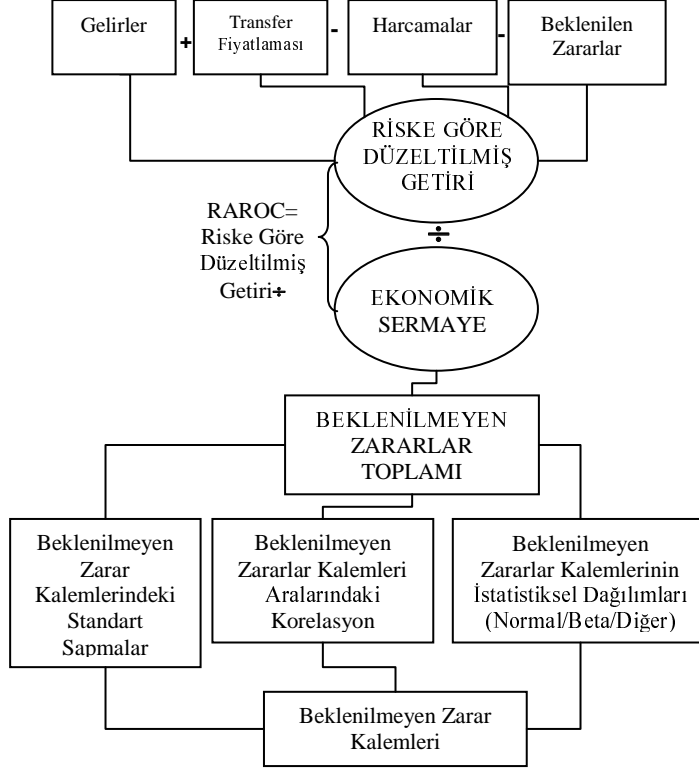 Gelirler
+
Transfer
Fiyatlaması
-
Harcamalar
-
Beklenilen
Zararlar
RİSKE GÖRE
DÜZELTİLMİŞ
GETİRİ
RAROC=
Riske Göre
Düzeltilmiş
Getiri÷
÷
EKONOMİK
SERMAYE
BEKLENİLMEYEN
ZARARLAR
TOPLAMI
Beklenilmeyen
Zarar
Kalemlerindeki
Standart
Sapmalar
Beklenilmeyen
Zararlar Kalemleri
Aralarındaki
Korelasyon
Beklenilmeyen
Zararlar Kalemlerinin
İstatistiksel Dağılımları
(Normal/Beta/Diğer)
Beklenilmeyen Zarar
Kalemleri